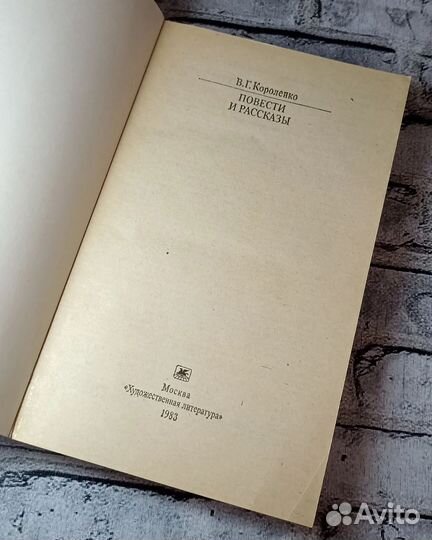 В.Г.Короленко
ПОВЕСТИ
И РАССКАЗЫ
Москва
«Художественная литература»
1983
Avito